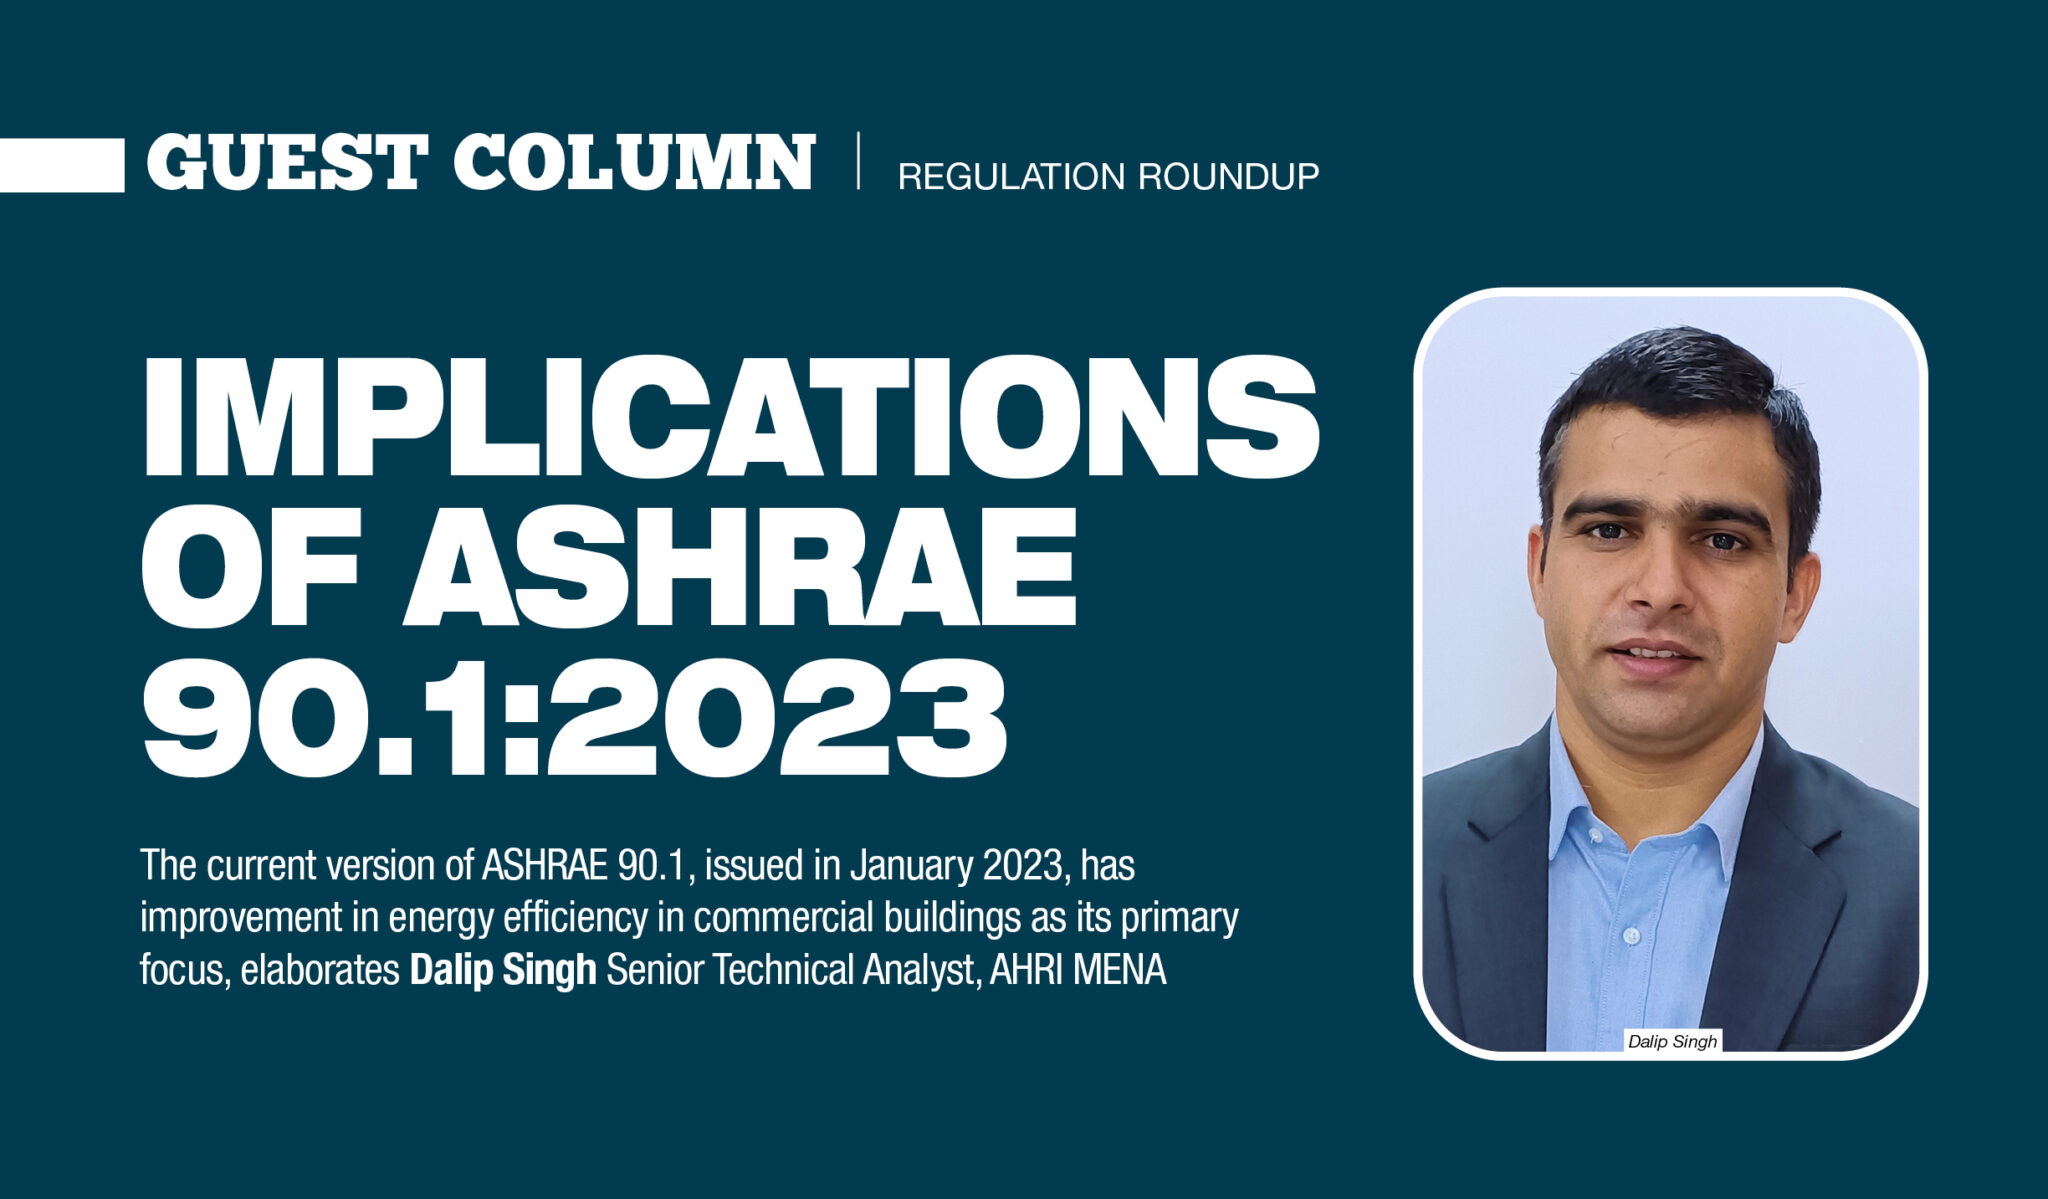 GUEST COLUMN | REGULATION ROUNDUP
IMPLICATIONS
OF ASHRAE
90.1:2023
The current version of ASHRAE 90.1, issued in January 2023, has
improvement in energy efficiency in commercial buildings as its primary
focus, elaborates Dalip Singh Senior Technical Analyst, AHRI MENA
Dalip Singh